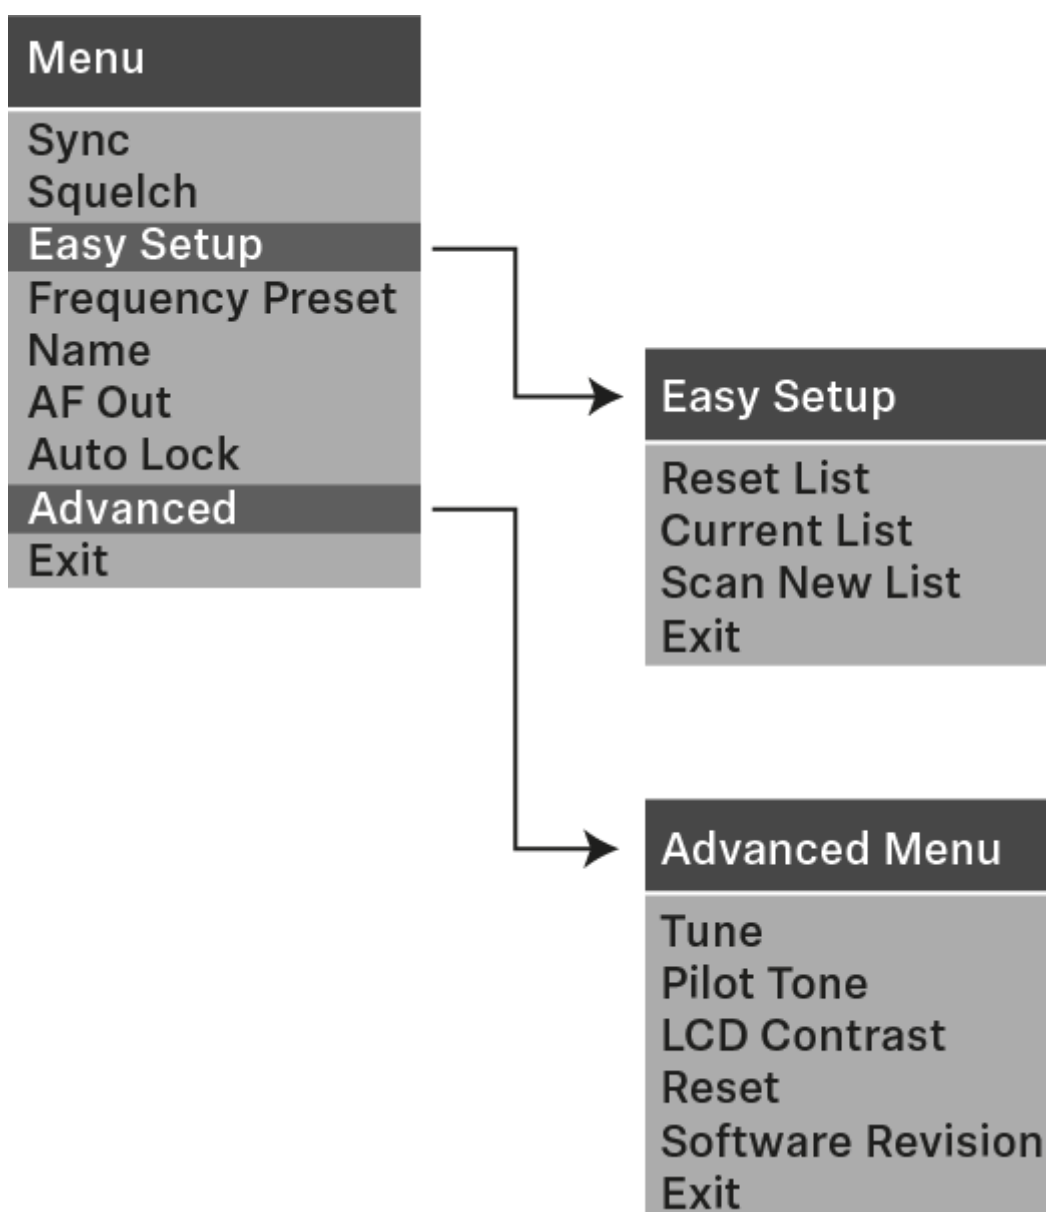 Menu
Sync
Squelch
Easy Setup
Frequency Preset
Name
AF Out
Auto Lock
Advanced
Exit
Easy Setup
Reset List
Current List
Scan New List
Exit
Advanced Menu
Tune
Pilot Tone
LCD Contrast
Reset
Software Revision
Exit